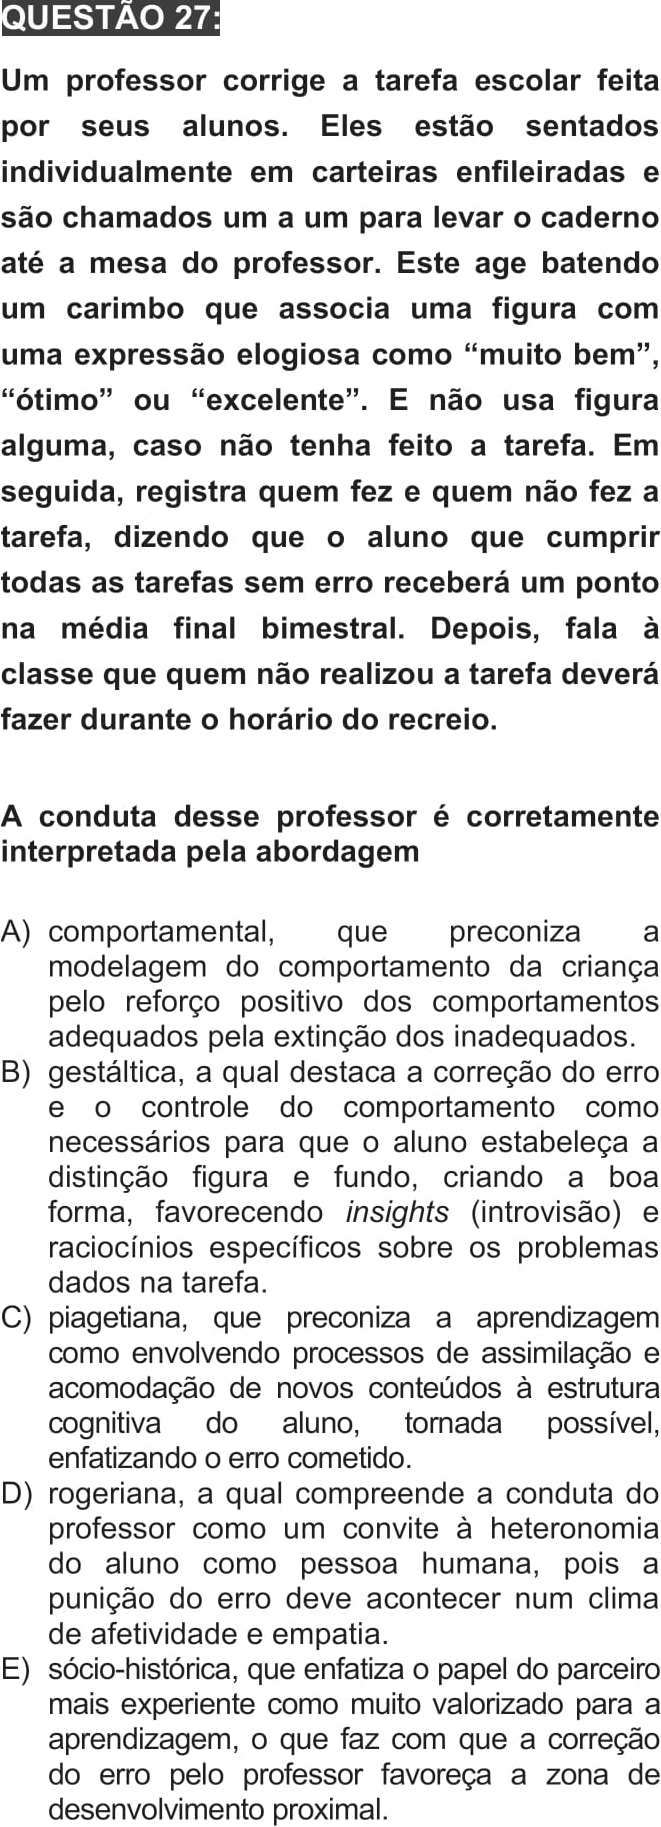 QUESTÃO 27:
Um professor corrige a tarefa escolar feita
por seus alunos. Eles estão sentados
individualmente em carteiras enfileiradas e
são chamados um a um para levar o caderno
até a mesa do professor. Este age batendo
um carimbo que associa uma figura com
uma expressão elogiosa como “muito bem”,
“ótimo” ou “excelente”. E não usa figura
alguma, caso não tenha feito a tarefa. Em
seguida, registra quem fez e quem não fez a
tarefa, dizendo que o aluno que cumprir
todas as tarefas sem erro receberá um ponto
na média final bimestral. Depois, fala à
classe que quem não realizou a tarefa deverá
fazer durante o horário do recreio.
A conduta desse professor é corretamente
interpretada pela abordagem
A) comportamental, que preconiza a
modelagem do comportamento da criança
pelo reforço positivo dos comportamentos
adequados pela extinção dos inadequados.
B) gestáltica, a qual destaca a correção do erro
e o controle do comportamento como
necessários para que o aluno estabeleça a
distinção figura e fundo, criando a boa
forma, favorecendo insights (introvisão) e
raciocínios específicos sobre os problemas
dados na tarefa.
C) piagetiana, que preconiza a aprendizagem
como envolvendo processos de assimilação e
acomodação de novos conteúdos à estrutura
cognitiva do aluno, tornada possível,
enfatizando o erro cometido.
D) rogeriana, a qual compreende a conduta do
professor como um convite à heteronomia
do aluno como pessoa humana, pois a
punição do erro deve acontecer num clima
de afetividade e empatia.
E) sócio-histórica, que enfatiza o papel do parceiro
mais experiente como muito valorizado para a
aprendizagem, o que faz com que a correção
do erro pelo professor favoreça a zona de
desenvolvimento proximal.